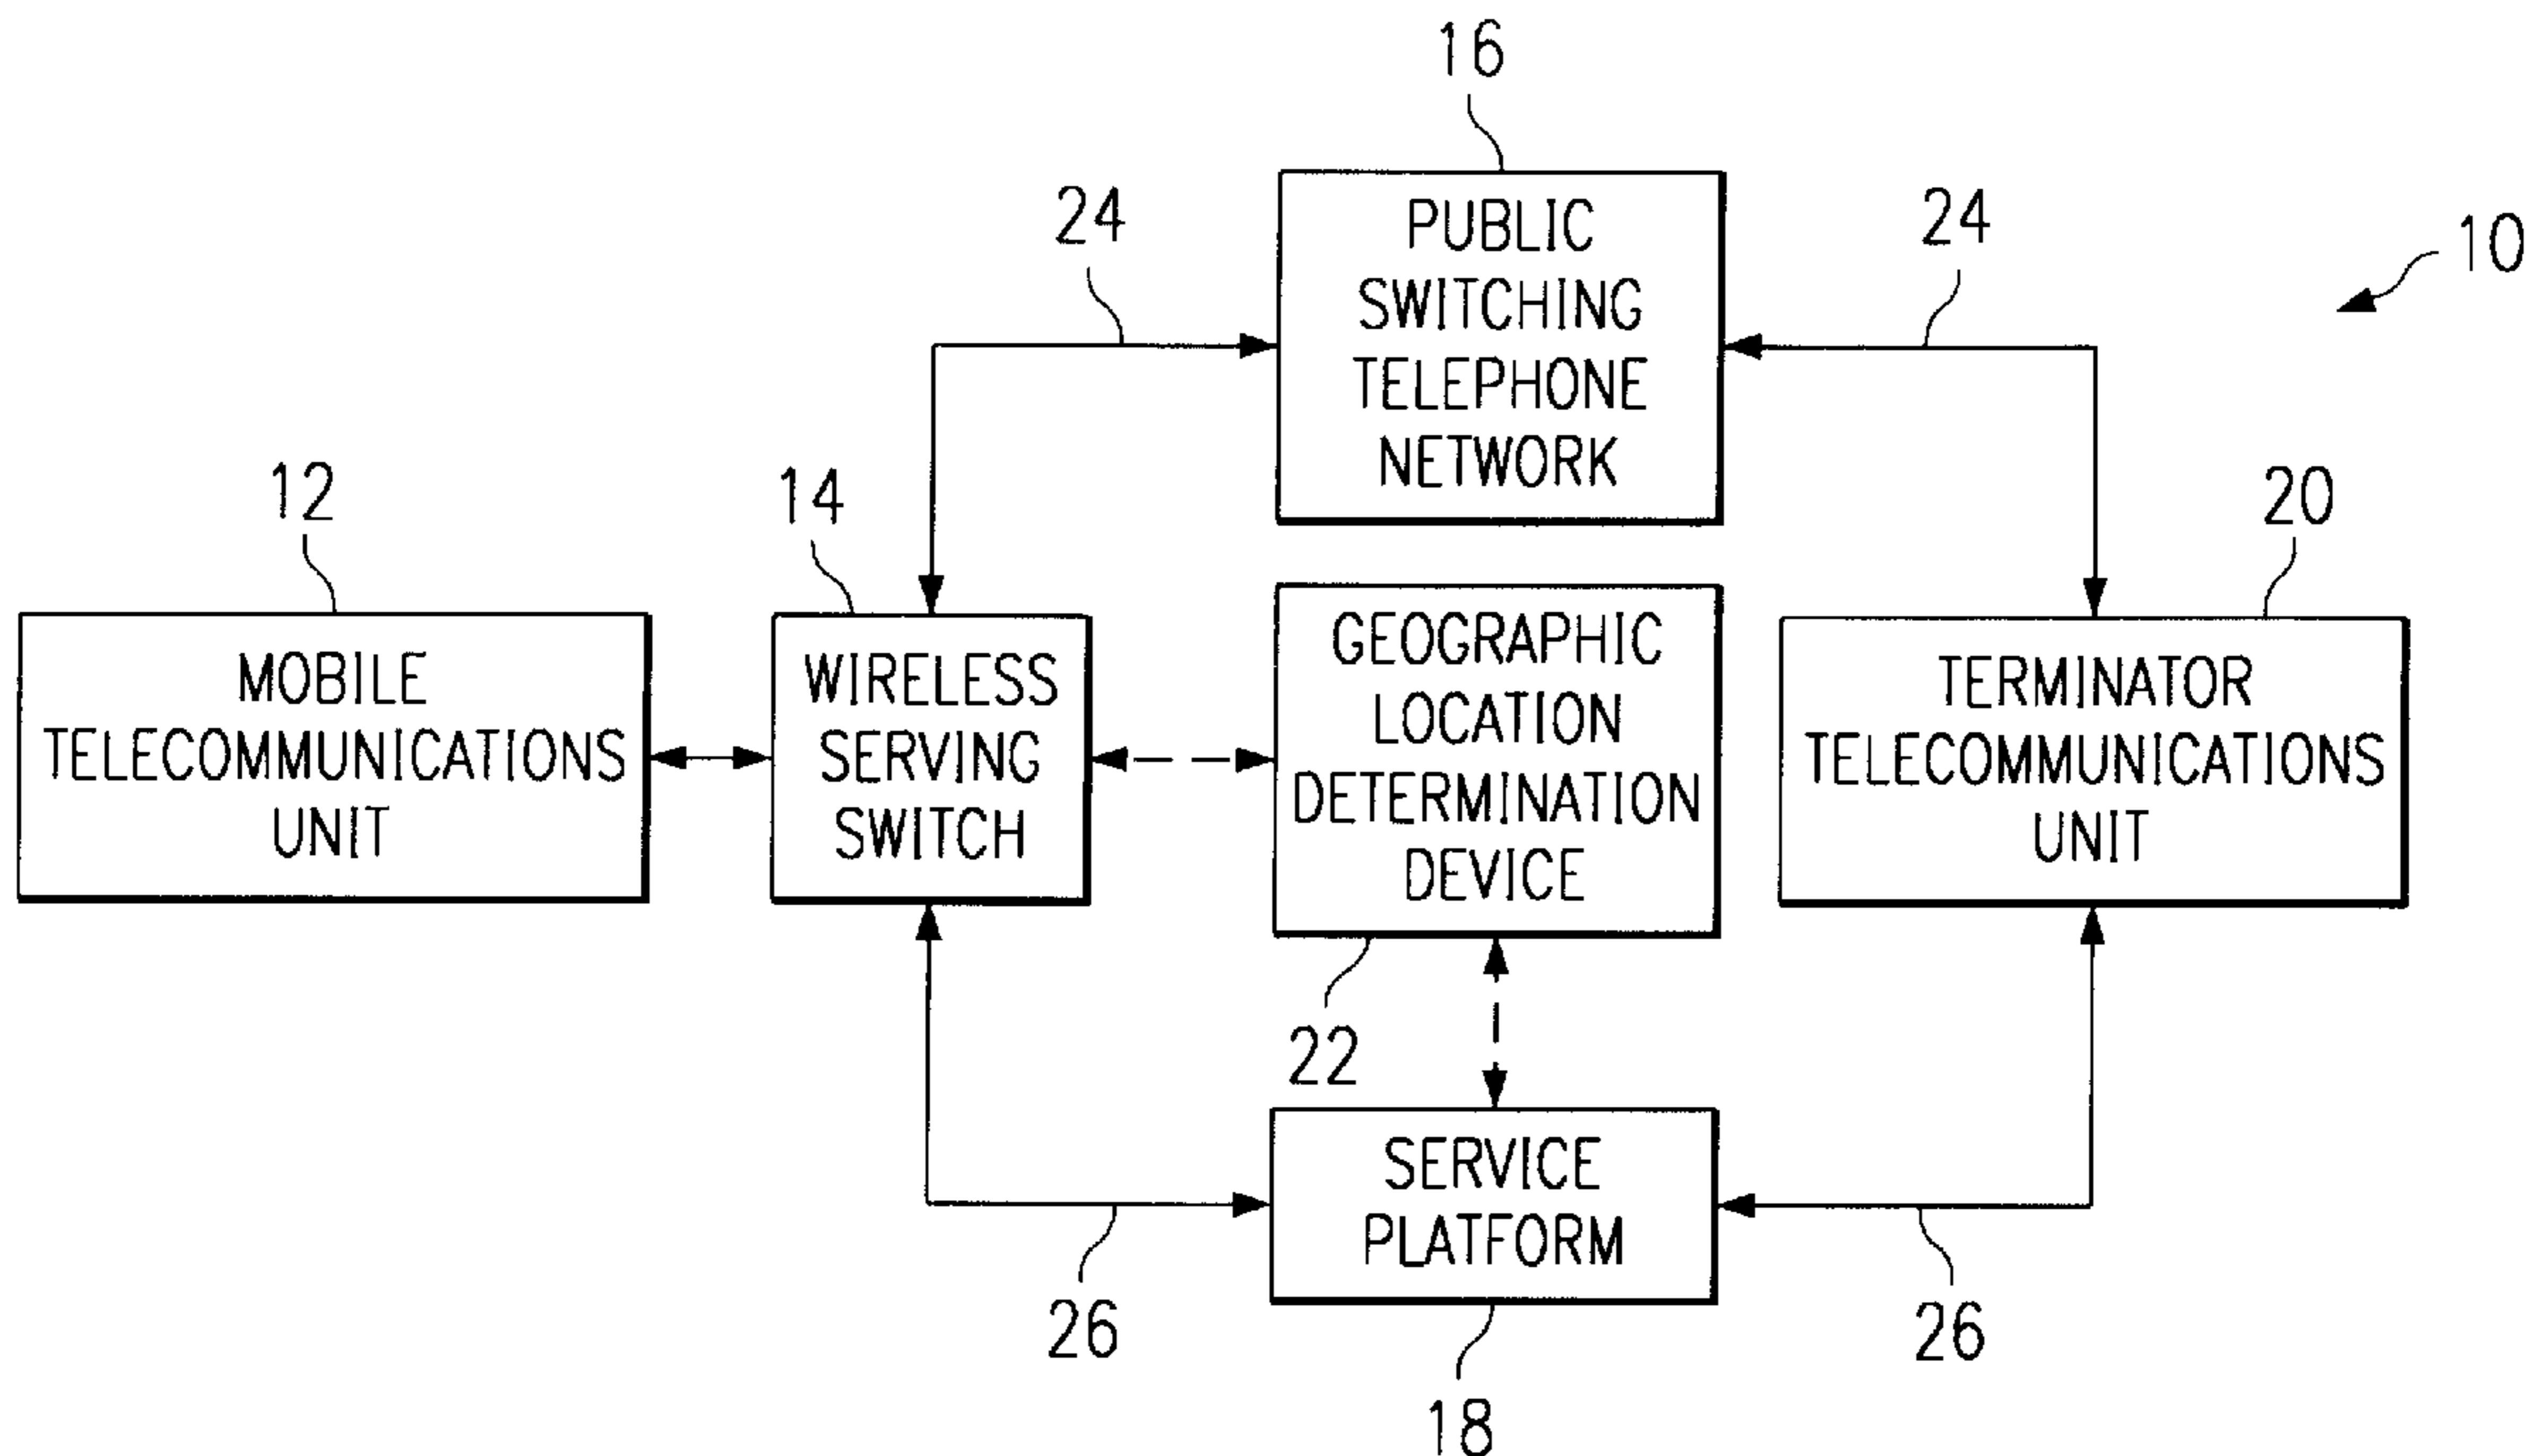 16
24
PUBLIC
SWITCHING
TELEPHONE
NETWORK
24
10
12
MOBILE
TELECOMMUNICATIONS
UNIT
14
WIRELESS
SERVING
SWITCH
GEOGRAPHIC
LOCATION
DETERMINATION
DEVICE
22
20
TERMINATOR
TELECOMMUNICATIONS
UNIT
26
SERVICE
PLATFORM
18
26